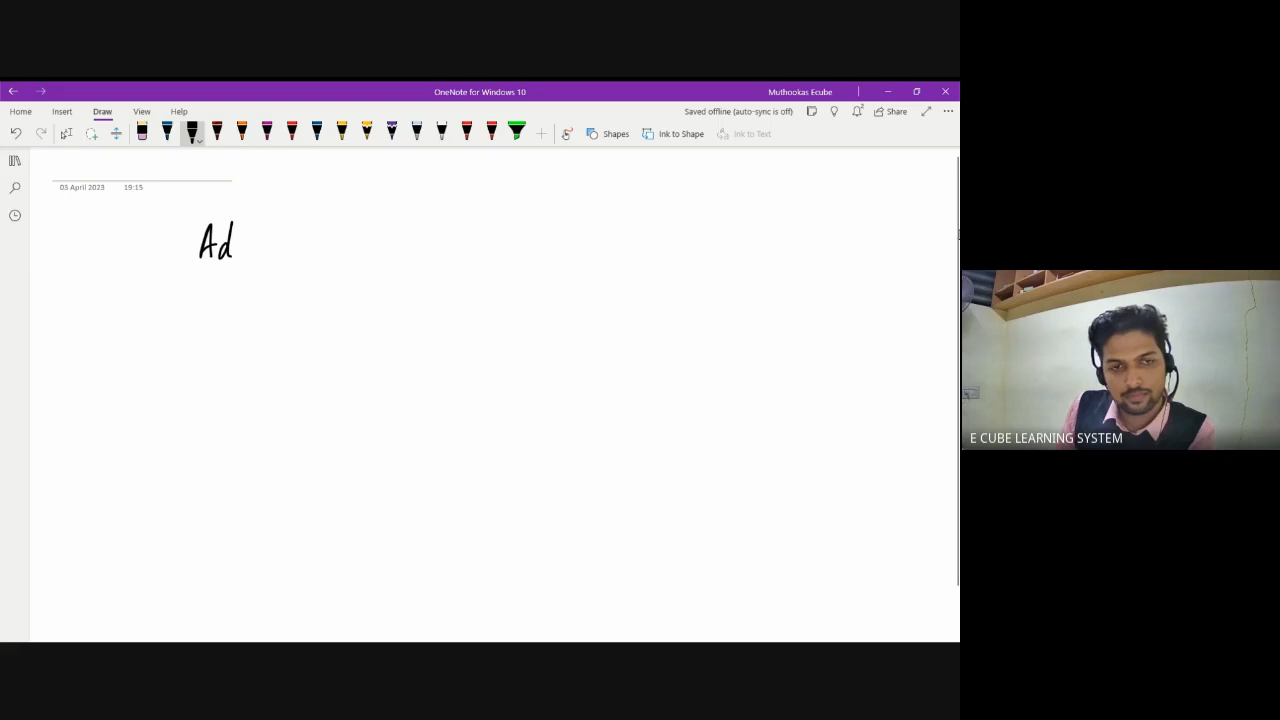 OneNote for Windows 10
Muthookas Ecube
Home Insert Draw View Help
Saved offline (auto-sync is off)
Share
Shapes
Ink to Shape
Ink to Text
03 April 2023 19:15
Ad
E CUBE LEARNING SYSTEM